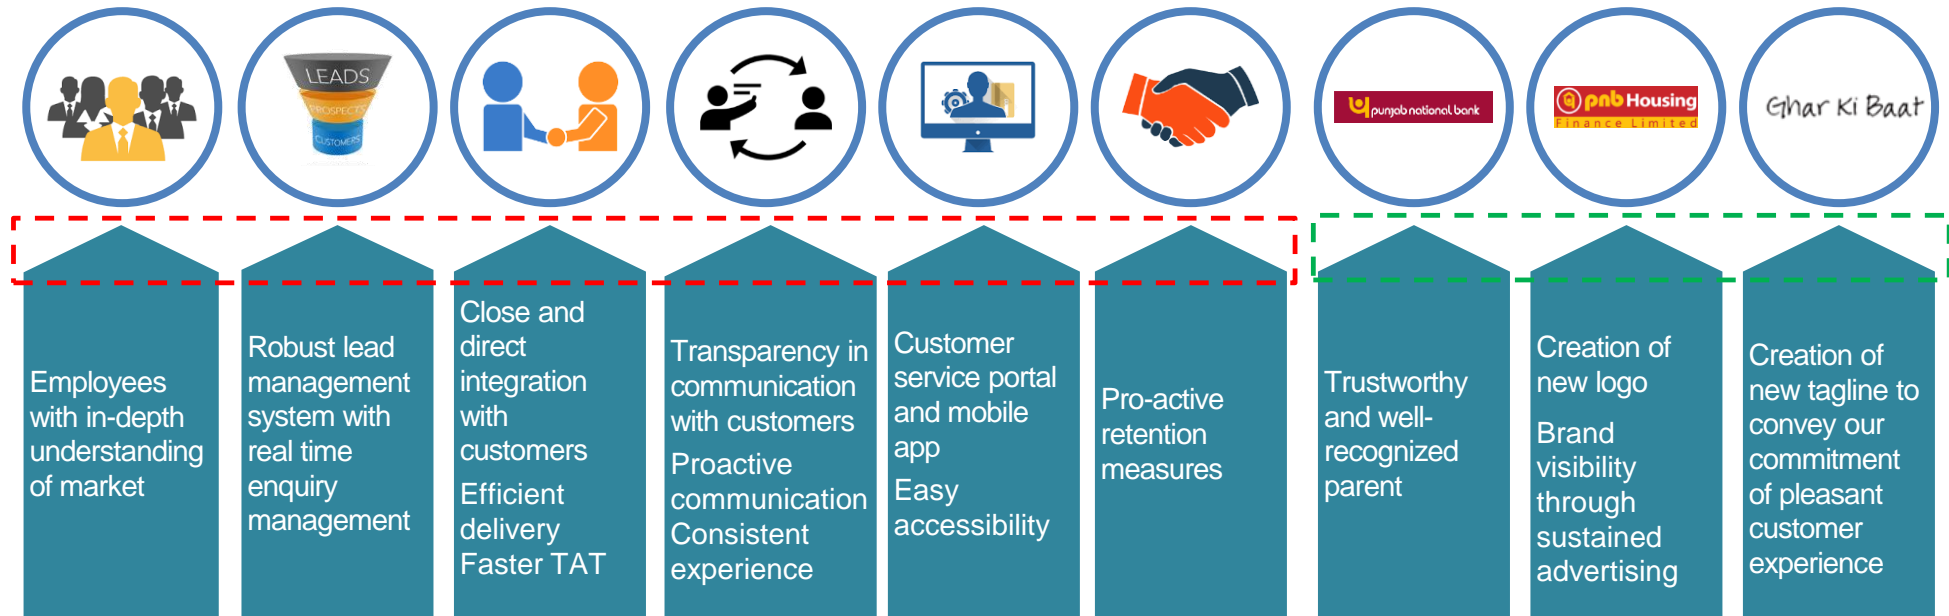 LEADS
PROSPECTS
CUSTOMERS
punjab national bank
pnb Housing
Finance Limited
Ghar Ki Baat
Employees
with in-depth
understanding
of market
Robust lead
management
system with
real time
enquiry
management
Close and
direct
integration
with
customers
Efficient
delivery
Faster TAT
Transparency in
communication
with customers
Proactive
communication
Consistent
experience
Customer
service portal
and mobile
app
Easy
accessibility
Pro-active
retention
measures
Trustworthy
and well-
recognized
parent
Creation of
new logo
Brand
visibility
through
sustained
advertising
Creation of
new tagline to
convey our
commitment
of pleasant
customer
experience